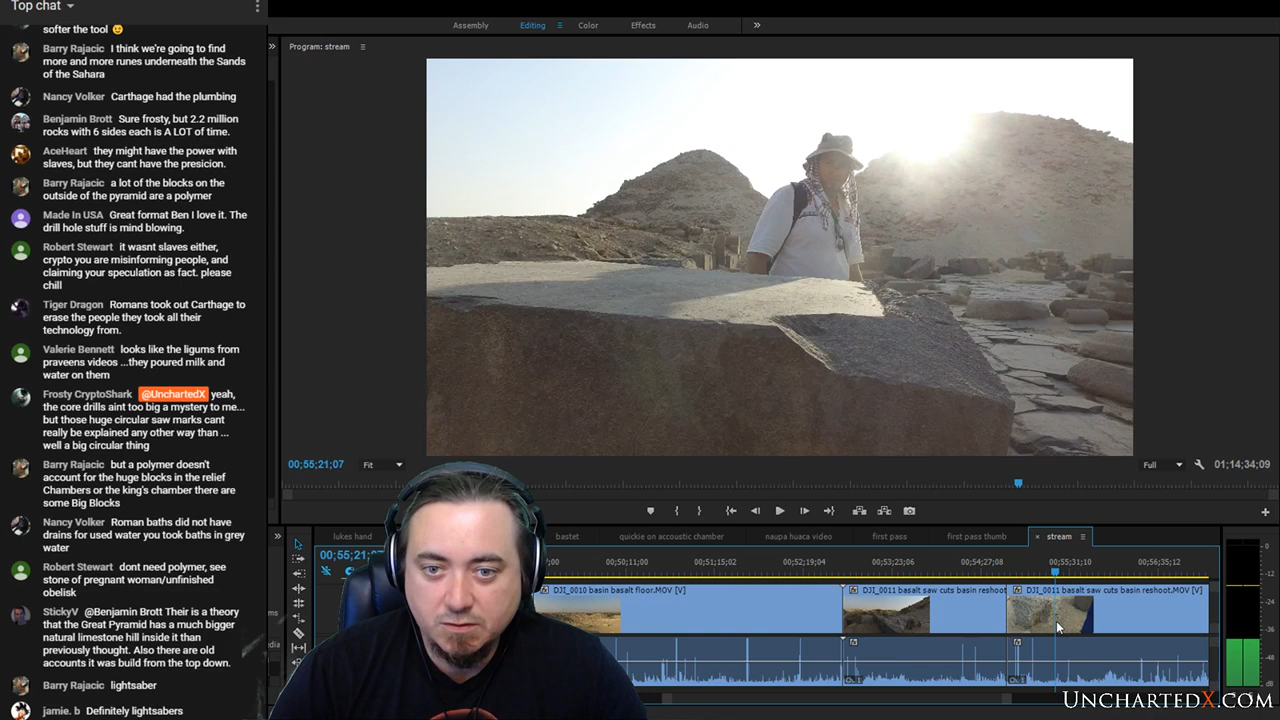 Top chat
softer the tool
Barry Rajacic I think we're going to find
more and more runes underneath the Sands
of the Sahara
Nancy Volker Carthage had the plumbing
Benjamin Brott Sure frosty, but 2.2 million
rocks with 6 sides each is A LOT of time.
AceHeart they might have the power with
slaves, but they cant have the presicion.
Barry Rajacic a lot of the blocks on the
outside of the pyramid are a polymer
Made In USA Great format Ben I love it. The
drill hole stuff is mind blowing.
Robert Stewart it wasnt slaves either,
crypto you are misinforming people, and
claiming your speculation as fact. please
chill
Tiger Dragon Romans took out Carthage to
erase the people they took all their
technology from.
Valerie Bennett looks like the ligums from
praveens videos ...they poured milk and
water on them
Frosty CryptoShark @UnchartedX yeah,
the core drills aint too big a mystery to me...
but those huge circular saw marks cant
really be explained any other way than ...
well a big circular thing
Barry Rajacic but a polymer doesn't
account for the huge blocks in the relief
Chambers or the king's chamber there are
some Big Blocks
Nancy Volker Roman baths did not have
drains for used water you took baths in grey
water
Robert Stewart dont need polymer, see
stone of pregnant woman/unfinished
obelisk
StickyV @Benjamin Brott Their is a theory
that the Great Pyramid has a much bigger
natural limestone hill inside it than
previously thought. Also there are old
accounts it was build from the top down.
Barry Rajacic lightsaber
jamie. b Definitely lightsabers
Assembly Editing Color Effects Audio
Program: stream
00;55;21;07 Fit Full 01;14;34;09
lukes hand bastet quickie on accoustic chamber naupa huaca video first pass first pass thumb stream
00;55;21;07
00;50;11;00 00;51;15;02 00;52;19;04 00;53;23;06 00;54;27;08 00;55;31;10 00;56;35;12
DJI_0010 basin basalt floor.MOV [V] DJI_0011 basalt saw cuts basin reshoot DJI_0011 basalt saw cuts basin reshoot.MOV [V]
UnchartedX.com